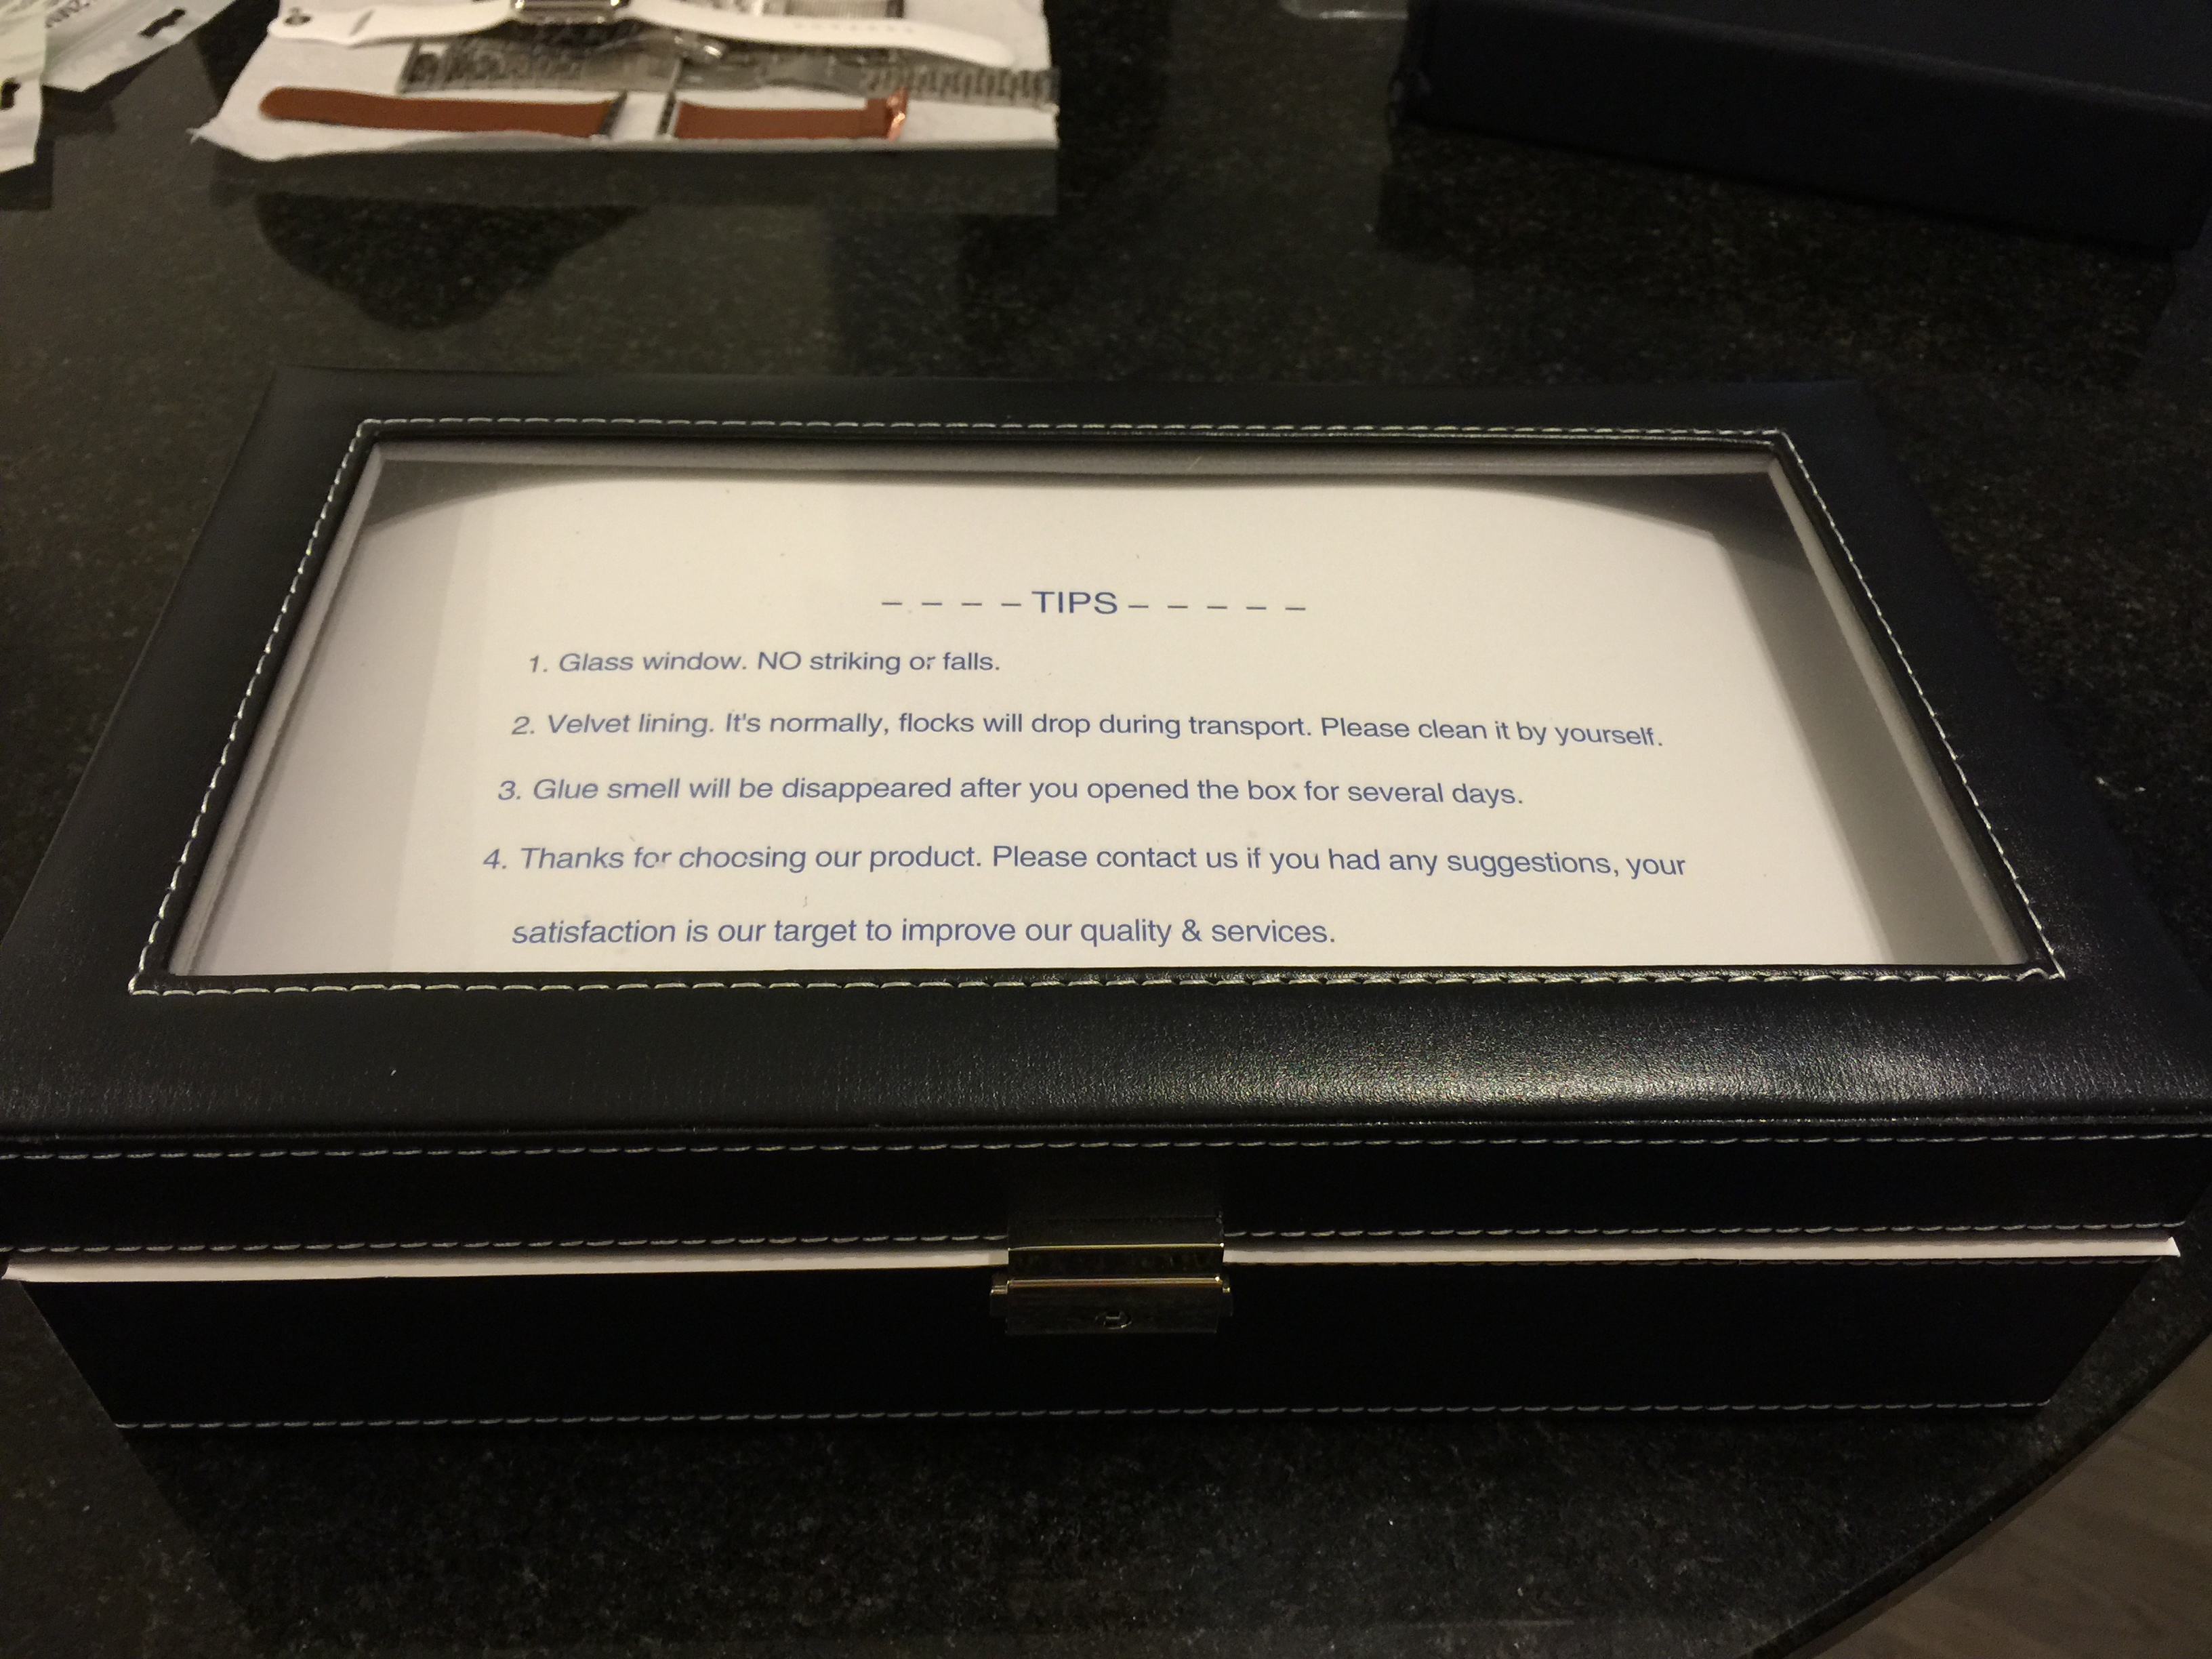 - - - - TIPS - - - - -
1. Glass window. NO striking or falls.
2. Velvet lining. It's normally, flocks will drop during transport. Please clean it by yourself.
3. Glue smell will be disappeared after you opened the box for several days.
4. Thanks for choosing our product. Please contact us if you had any suggestions, your
satisfaction is our target to improve our quality & services.